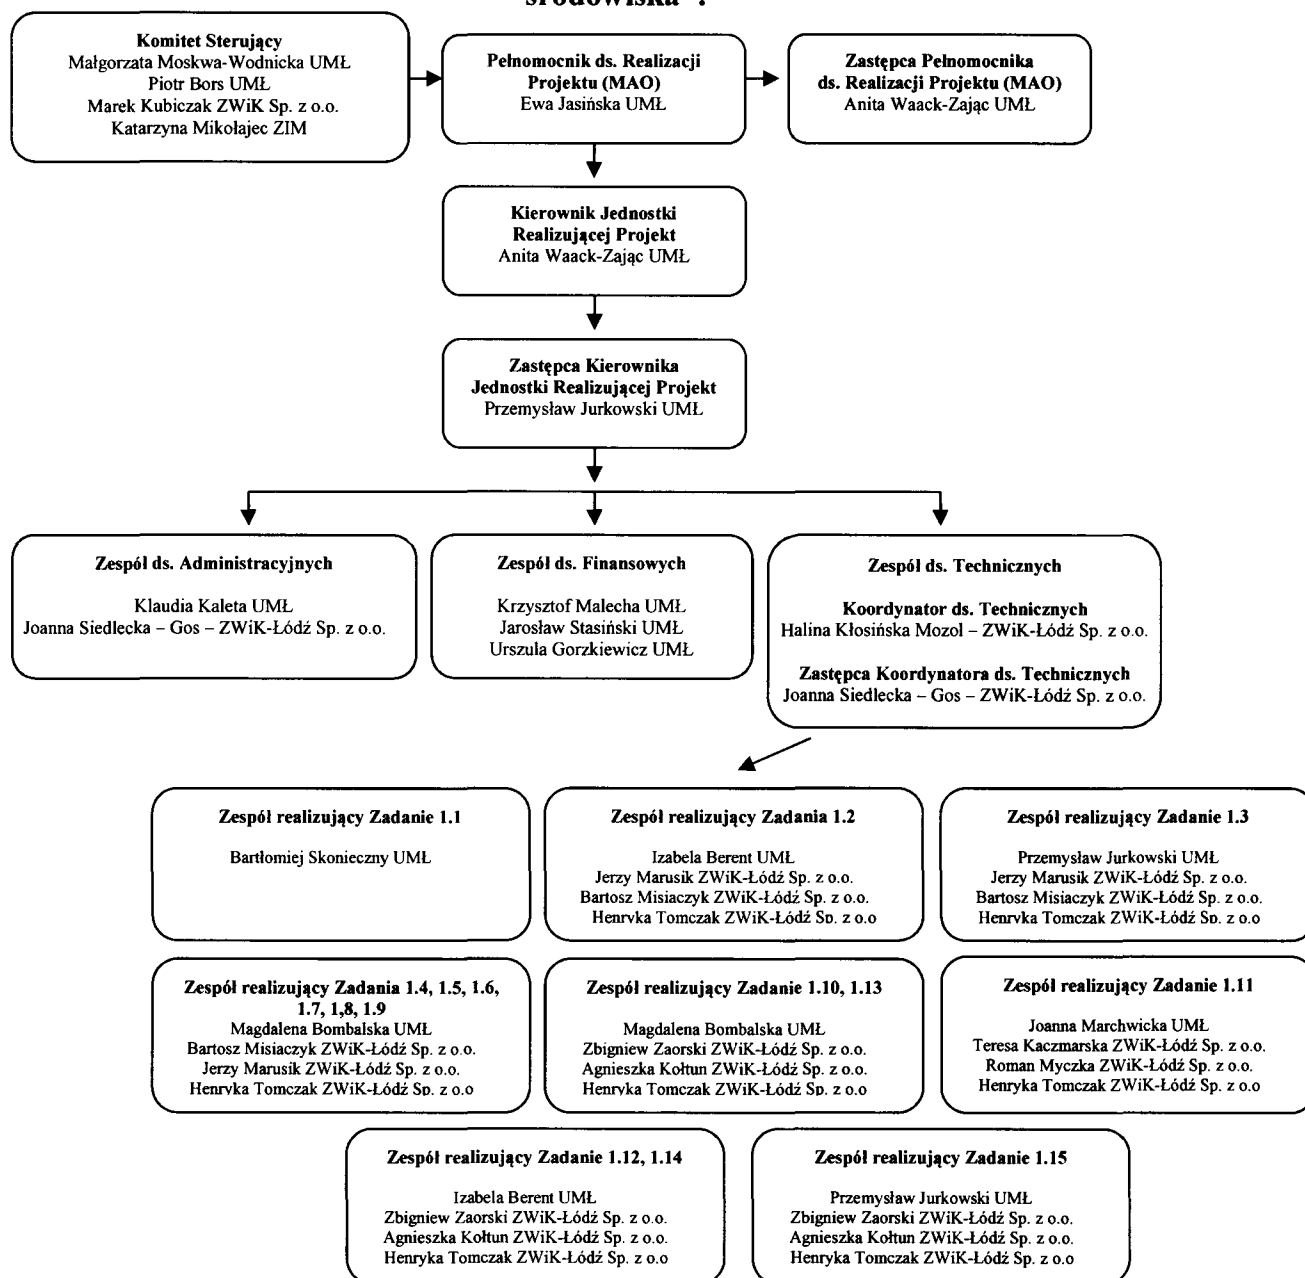 środowiska".
Komitet Sterujący
Małgorzata Moskwa-Wodnicka UMŁ
Piotr Bors UMŁ
Marek Kubiczak ZWiK Sp. z o.o.
Katarzyna Mikołajec ZIM
Pełnomocnik ds. Realizacji
Projektu (MAO)
Ewa Jasińska UMŁ
Zastępca Pełnomocnika
ds. Realizacji Projektu (MAO)
Anita Waack-Zając UMŁ
Kierownik Jednostki
Realizującej Projekt
Anita Waack-Zając UMŁ
Zastępca Kierownika
Jednostki Realizującej Projekt
Przemysław Jurkowski UMŁ
Zespół ds. Administracyjnych
Klaudia Kaleta UMŁ
Joanna Siedlecka – Gos – ZWiK-Łódź Sp. z o.o.
Zespół ds. Finansowych
Krzysztof Malecha UMŁ
Jarosław Stasiński UMŁ
Urszula Gorzkiewicz UMŁ
Zespół ds. Technicznych
Koordynator ds. Technicznych
Halina Kłosińska Mozol – ZWiK-Łódź Sp. z o.o.
Zastępca Koordynatora ds. Technicznych
Joanna Siedlecka – Gos – ZWiK-Łódź Sp. z o.o.
Zespół realizujący Zadanie 1.1
Bartłomiej Skonieczny UMŁ
Zespół realizujący Zadania 1.2
Izabela Berent UMŁ
Jerzy Marusik ZWiK-Łódź Sp. z o.o.
Bartosz Misiaczyk ZWiK-Łódź Sp. z o.o.
Henryka Tomczak ZWiK-Łódź Sp. z o.o
Zespół realizujący Zadanie 1.3
Przemysław Jurkowski UMŁ
Jerzy Marusik ZWiK-Łódź Sp. z o.o.
Bartosz Misiaczyk ZWiK-Łódź Sp. z o.o.
Henryka Tomczak ZWiK-Łódź Sp. z o.o
Zespół realizujący Zadania 1.4, 1.5, 1.6,
1.7, 1,8, 1.9
Magdalena Bombalska UMŁ
Bartosz Misiaczyk ZWiK-Łódź Sp. z o.o.
Jerzy Marusik ZWiK-Łódź Sp. z o.o.
Henryka Tomczak ZWiK-Łódź Sp. z o.o
Zespół realizujący Zadanie 1.10, 1.13
Magdalena Bombalska UMŁ
Zbigniew Zaorski ZWiK-Łódź Sp. z o.o.
Agnieszka Kołtun ZWiK-Łódź Sp. z o.o.
Henryka Tomczak ZWiK-Łódź Sp. z o.o
Zespół realizujący Zadanie 1.11
Joanna Marchwicka UMŁ
Teresa Kaczmarska ZWiK-Łódź Sp. z o.o.
Roman Myczka ZWiK-Łódź Sp. z o.o.
Henryka Tomczak ZWiK-Łódź Sp. z o.o
Zespół realizujący Zadanie 1.12, 1.14
Izabela Berent UMŁ
Zbigniew Zaorski ZWiK-Łódź Sp. z o.o.
Agnieszka Kołtun ZWiK-Łódź Sp. z o.o.
Henryka Tomczak ZWiK-Łódź Sp. z o.o
Zespół realizujący Zadanie 1.15
Przemysław Jurkowski UMŁ
Zbigniew Zaorski ZWiK-Łódź Sp. z o.o.
Agnieszka Kołtun ZWiK-Łódź Sp. z o.o.
Henryka Tomczak ZWiK-Łódź Sp. z o.o